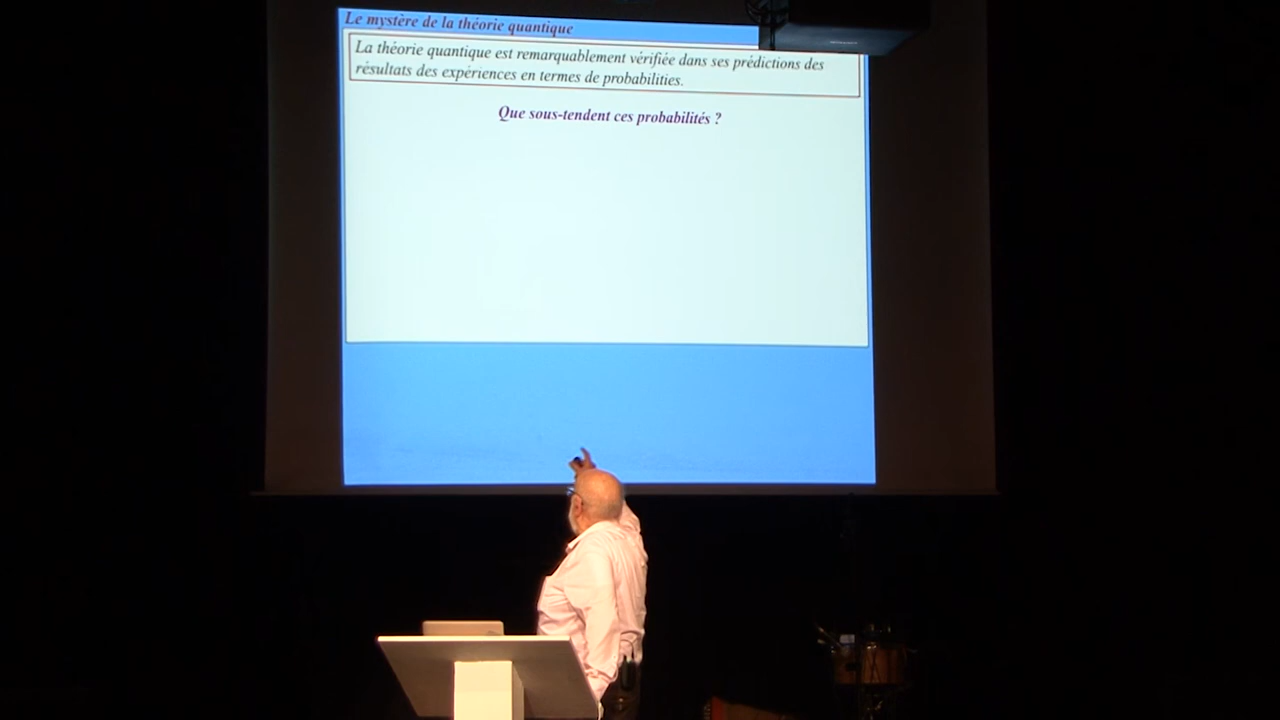 Le mystère de la théorie quantique
La théorie quantique est remarquablement vérifiée dans ses prédictions des
résultats des expériences en termes de probabilities.
Que sous-tendent ces probabilités ?